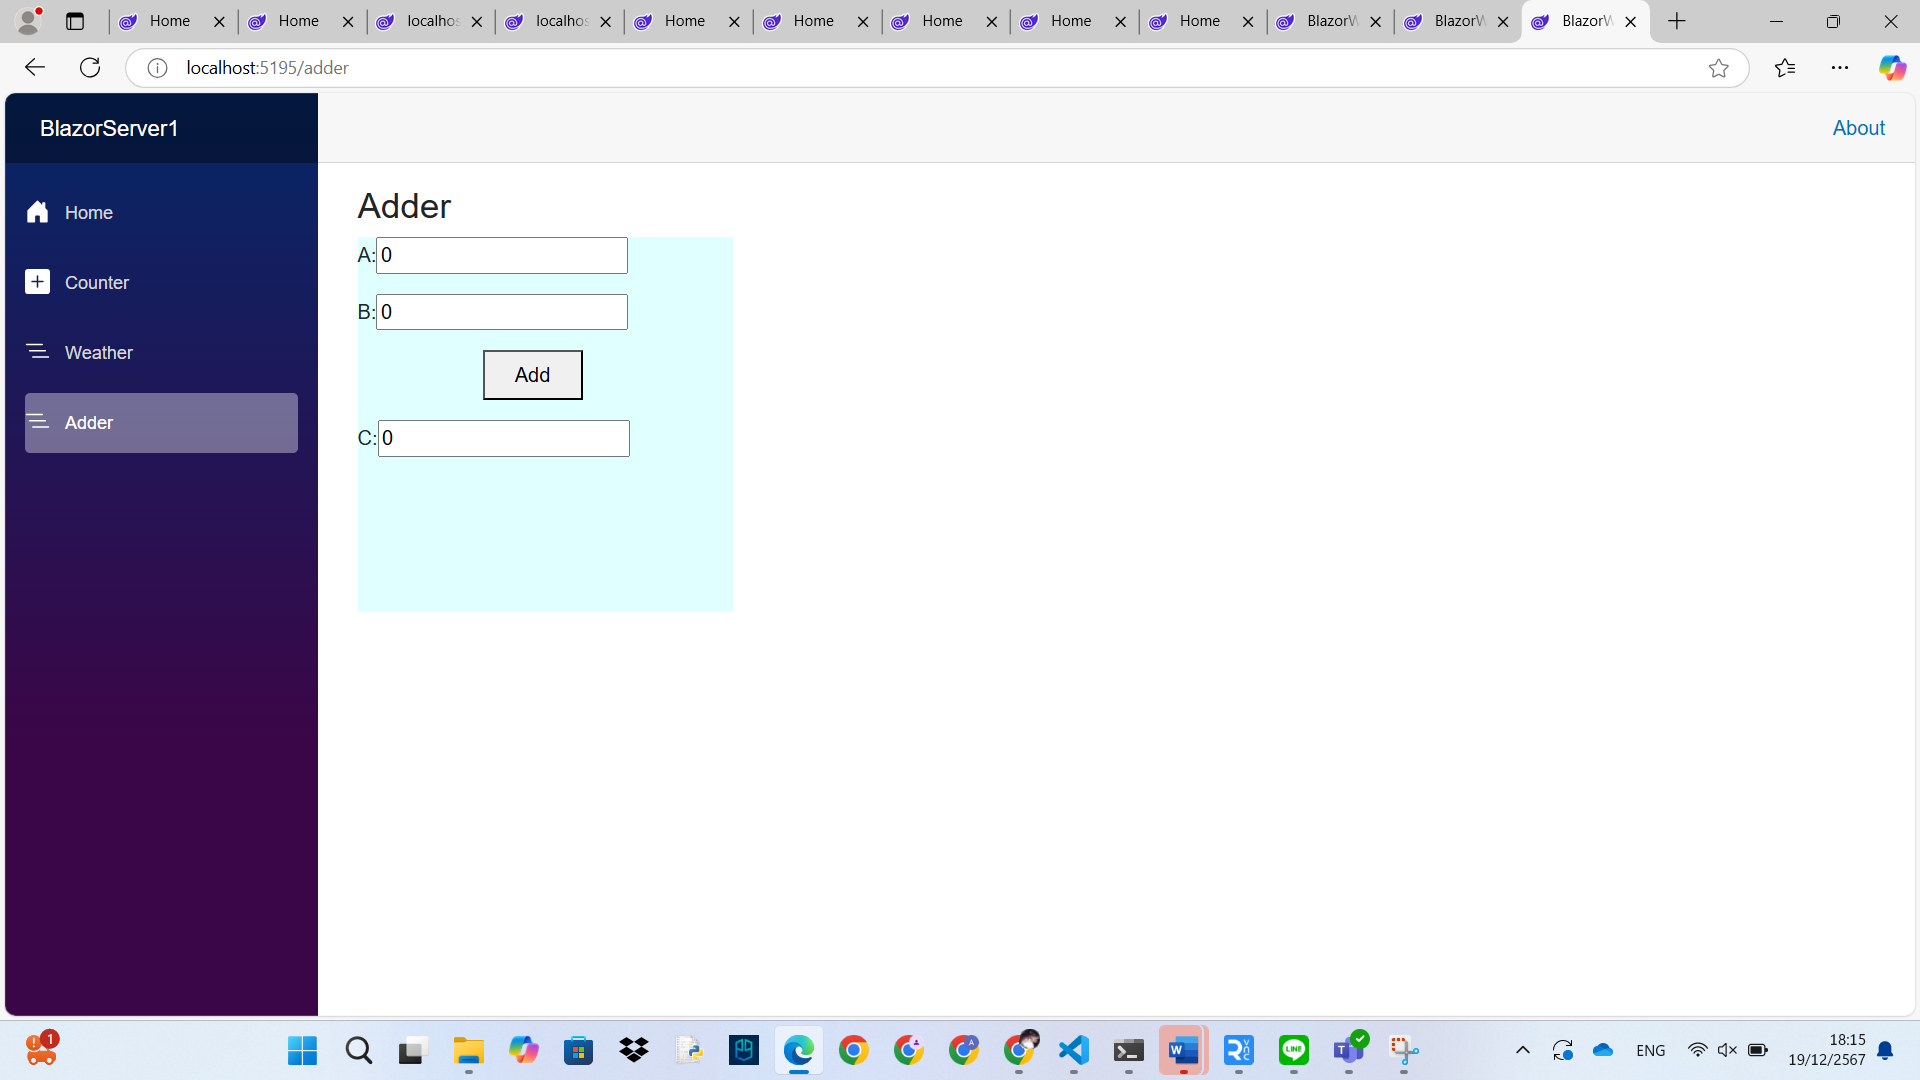 Home Home localhos localhos Home Home Home Home Home BlazorW BlazorW BlazorW
localhost:5195/adder
BlazorServer1
About
Home
Counter
Weather
Adder
Adder
A: 0
B: 0
Add
C: 0
1
ENG
18:15
19/12/2567